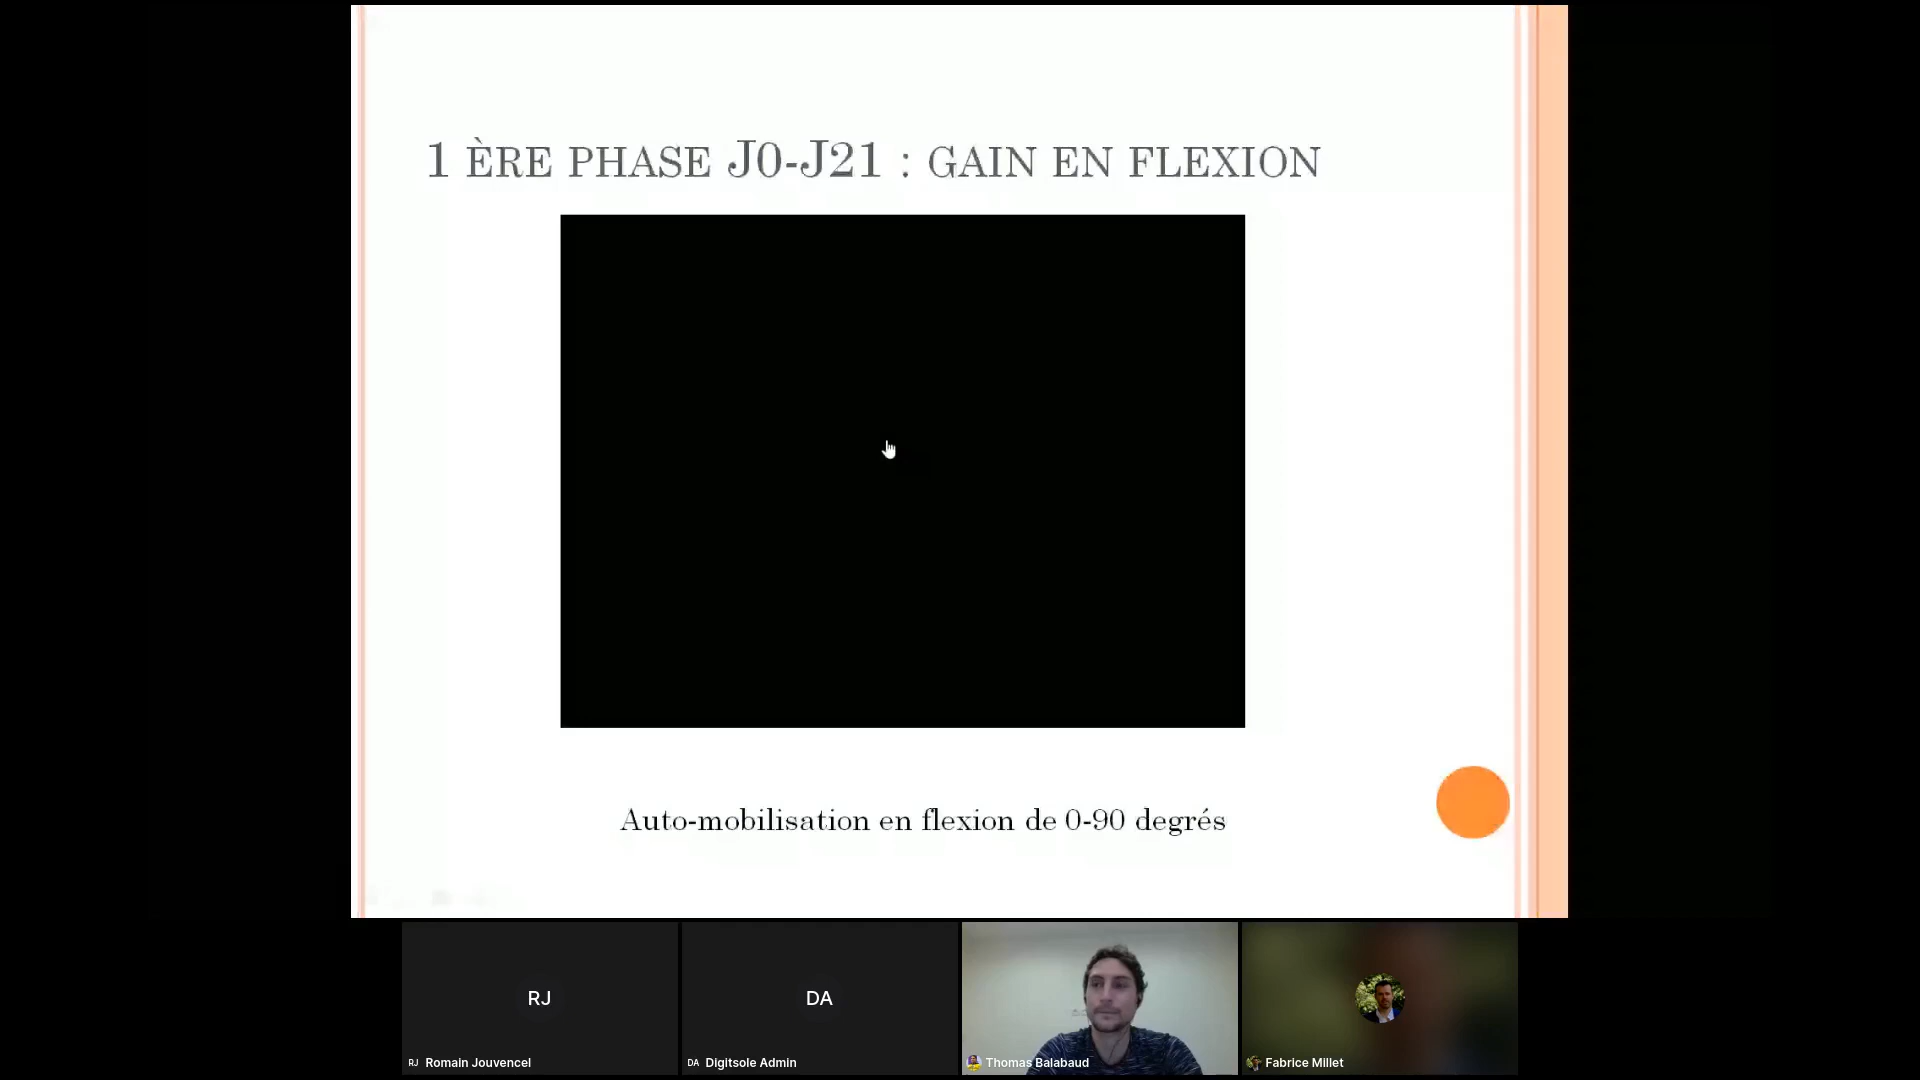 1 ÈRE PHASE J0-J21 : GAIN EN FLEXION
Auto-mobilisation en flexion de 0-90 degrés
RJ
DA
RJ Romain Jouvencel
DA Digitsole Admin
Thomas Balabaud
Fabrice Millet